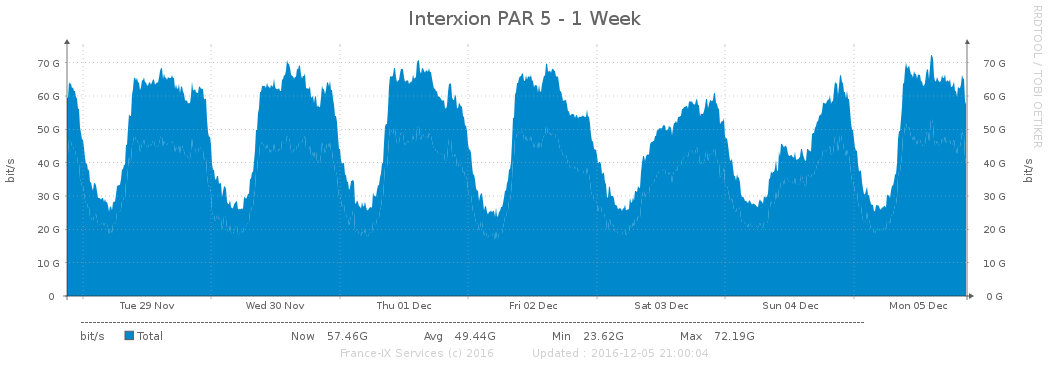 Interxion PAR 5 - 1 Week
RRDTOOL / TOBI OETIKER
bit/s
70 G 70 G
60 G 60 G
50 G 50 G
40 G 40 G
30 G 30 G
20 G 20 G
10 G 10 G
0 0 G
bit/s
Tue 29 Nov Wed 30 Nov Thu 01 Dec Fri 02 Dec Sat 03 Dec Sun 04 Dec Mon 05 Dec
bit/s Total Now 57.46G Avg 49.44G Min 23.62G Max 72.19G
France-IX Services (c) 2016 Updated : 2016-12-05 21:00:04